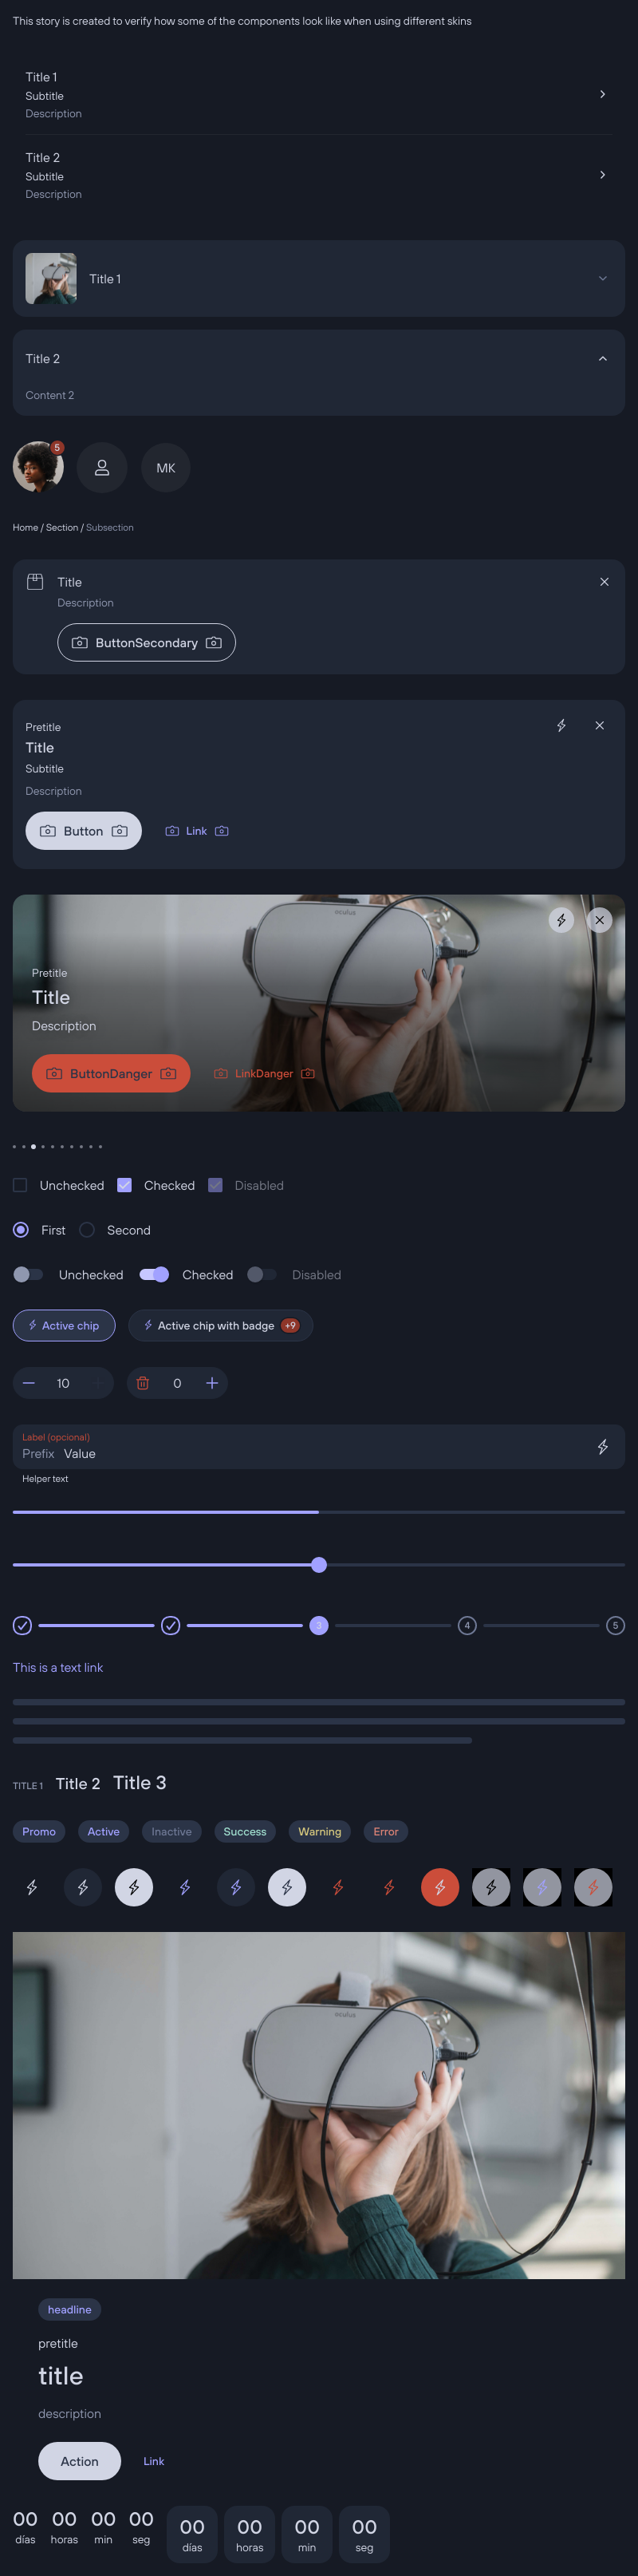 This story is created to verify how some of the components look like when using different skins
Title 1
Subtitle
Description
Title 2
Subtitle
Description
Title 1
Title 2
Content 2
5
MK
Home / Section / Subsection
Title
Description
ButtonSecondary
Pretitle
Title
Subtitle
Description
Button Link
oculus
Pretitle
Title
Description
ButtonDanger LinkDanger
Unchecked Checked Disabled
First Second
Unchecked Checked Disabled
Active chip Active chip with badge +9
10 0
Label (opcional)
Prefix Value
Helper text
3 4 5
This is a text link
TITLE 1 Title 2 Title 3
Promo Active Inactive Success Warning Error
oculus
headline
pretitle
title
description
Action Link
00 00 00 00 00 00 00 00
días horas min seg días horas min seg